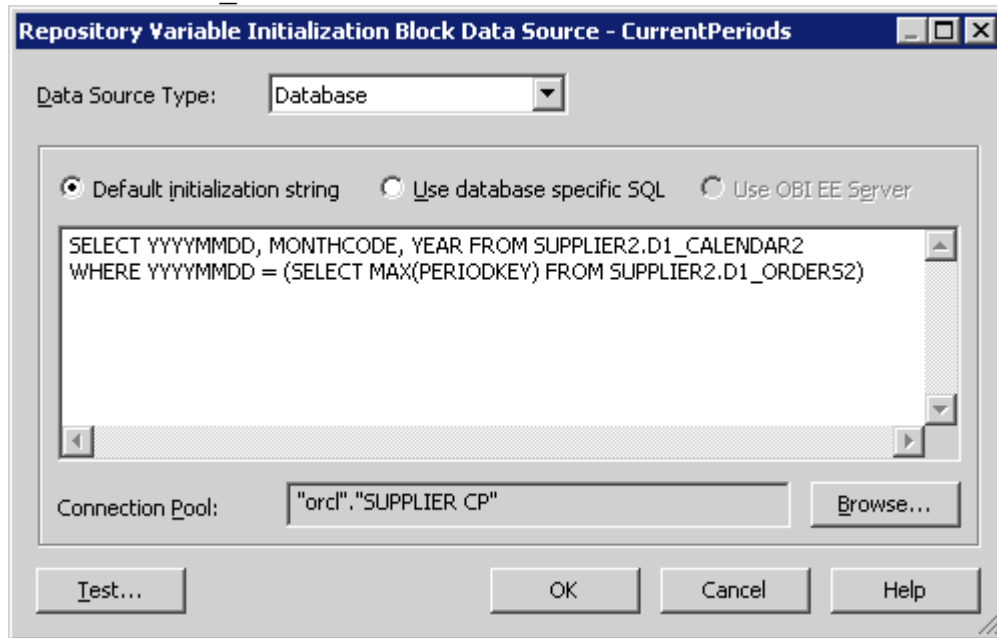 Repository Variable Initialization Block Data Source - CurrentPeriods
Data Source Type: Database
Default initialization string Use database specific SQL Use OBI EE Server
SELECT YYYYMMDD, MONTHCODE, YEAR FROM SUPPLIER2.D1_CALENDAR2
WHERE YYYYMMDD = (SELECT MAX(PERIODKEY) FROM SUPPLIER2.D1_ORDERS2)
Connection Pool: "orcl"."SUPPLIER CP" Browse...
Test... OK Cancel Help